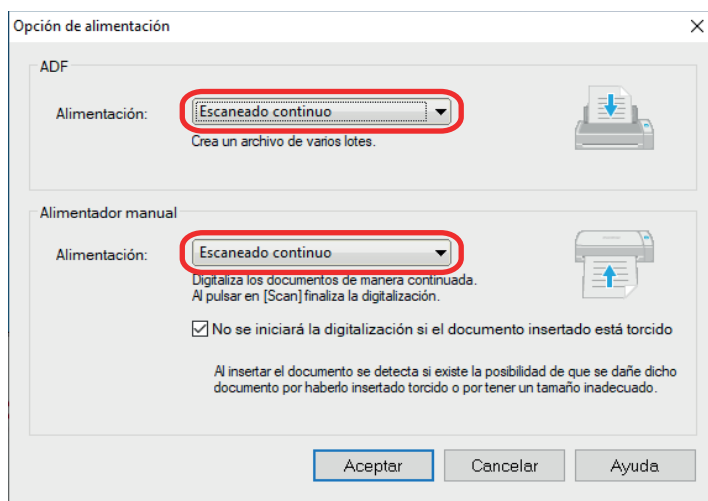 Opción de alimentación
ADF
Alimentación:
Escaneado continuo
Crea un archivo de varios lotes.
Alimentador manual
Alimentación:
Escaneado continuo
Digitaliza los documentos de manera continuada.
Al pulsar en [Scan] finaliza la digitalización.
No se iniciará la digitalización si el documento insertado está torcido
Al insertar el documento se detecta si existe la posibilidad de que se dañe dicho
documento por haberlo insertado torcido o por tener un tamaño inadecuado.
Aceptar
Cancelar
Ayuda